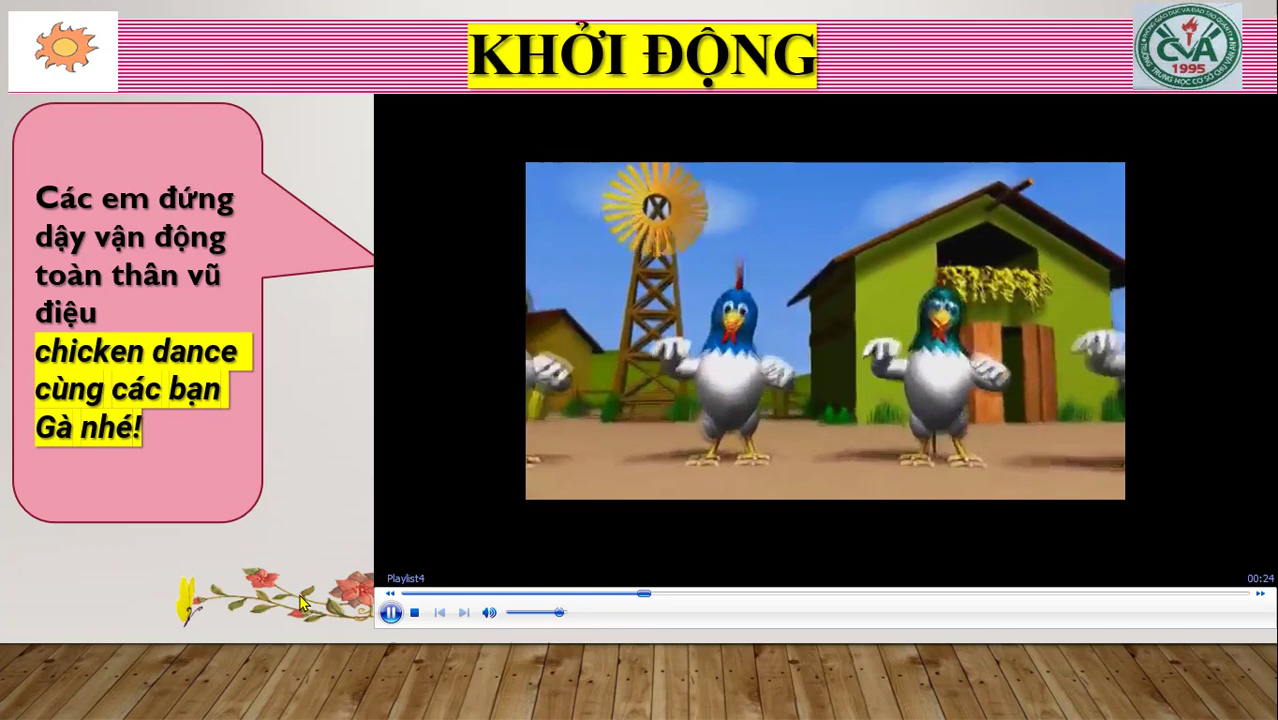 KHỞI ĐỘNG
CVA
1995
Các em đứng
dậy vận động
toàn thân vũ
điệu
chicken dance
cùng các bạn
Gà nhé!
Playlist4
00:24